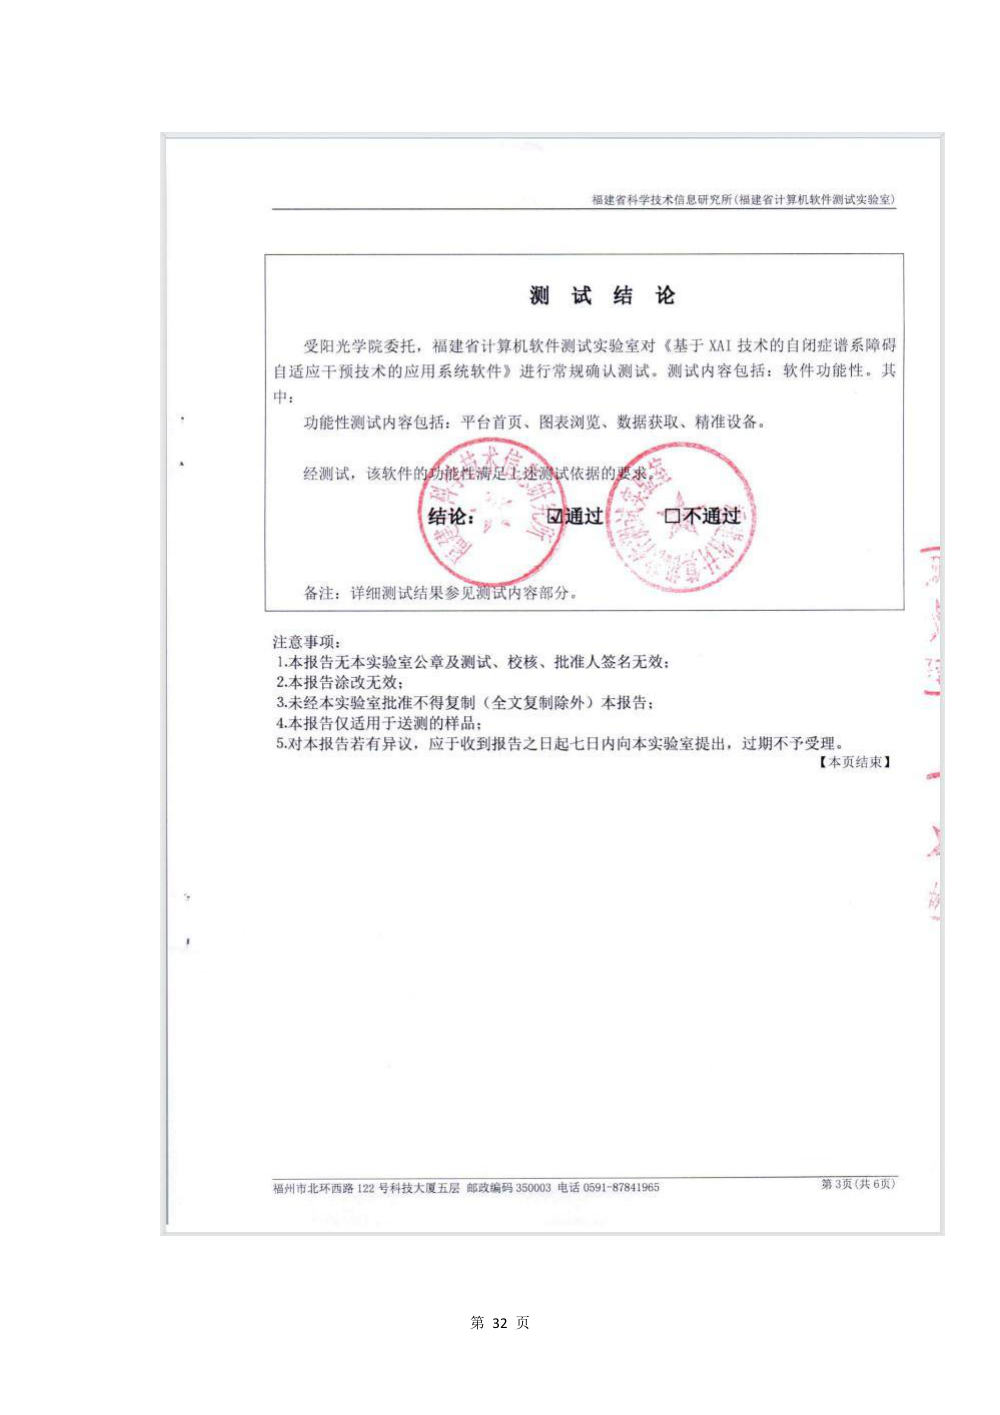 福建省科学技术信息研究所(福建省计算机软件测试实验室)
测 试 结 论
受阳光学院委托，福建省计算机软件测试实验室对《基于 XAI 技术的自闭症谱系障碍
自适应干预技术的应用系统软件》进行常规确认测试。测试内容包括：软件功能性。其
中：
功能性测试内容包括：平台首页、图表浏览、数据获取、精准设备。
经测试，该软件的功能性满足上述测试依据的要求。
结论： ☑通过 □不通过
备注：详细测试结果参见测试内容部分。
注意事项：
1.本报告无本实验室公章及测试、校核、批准人签名无效；
2.本报告涂改无效；
3.未经本实验室批准不得复制（全文复制除外）本报告；
4.本报告仅适用于送测的样品；
5.对本报告若有异议，应于收到报告之日起七日内向本实验室提出，过期不予受理。
【本页结束】
福州市北环西路 122 号科技大厦五层 邮政编码 350003 电话 0591-87841965
第 3页(共 6页)
第 32 页